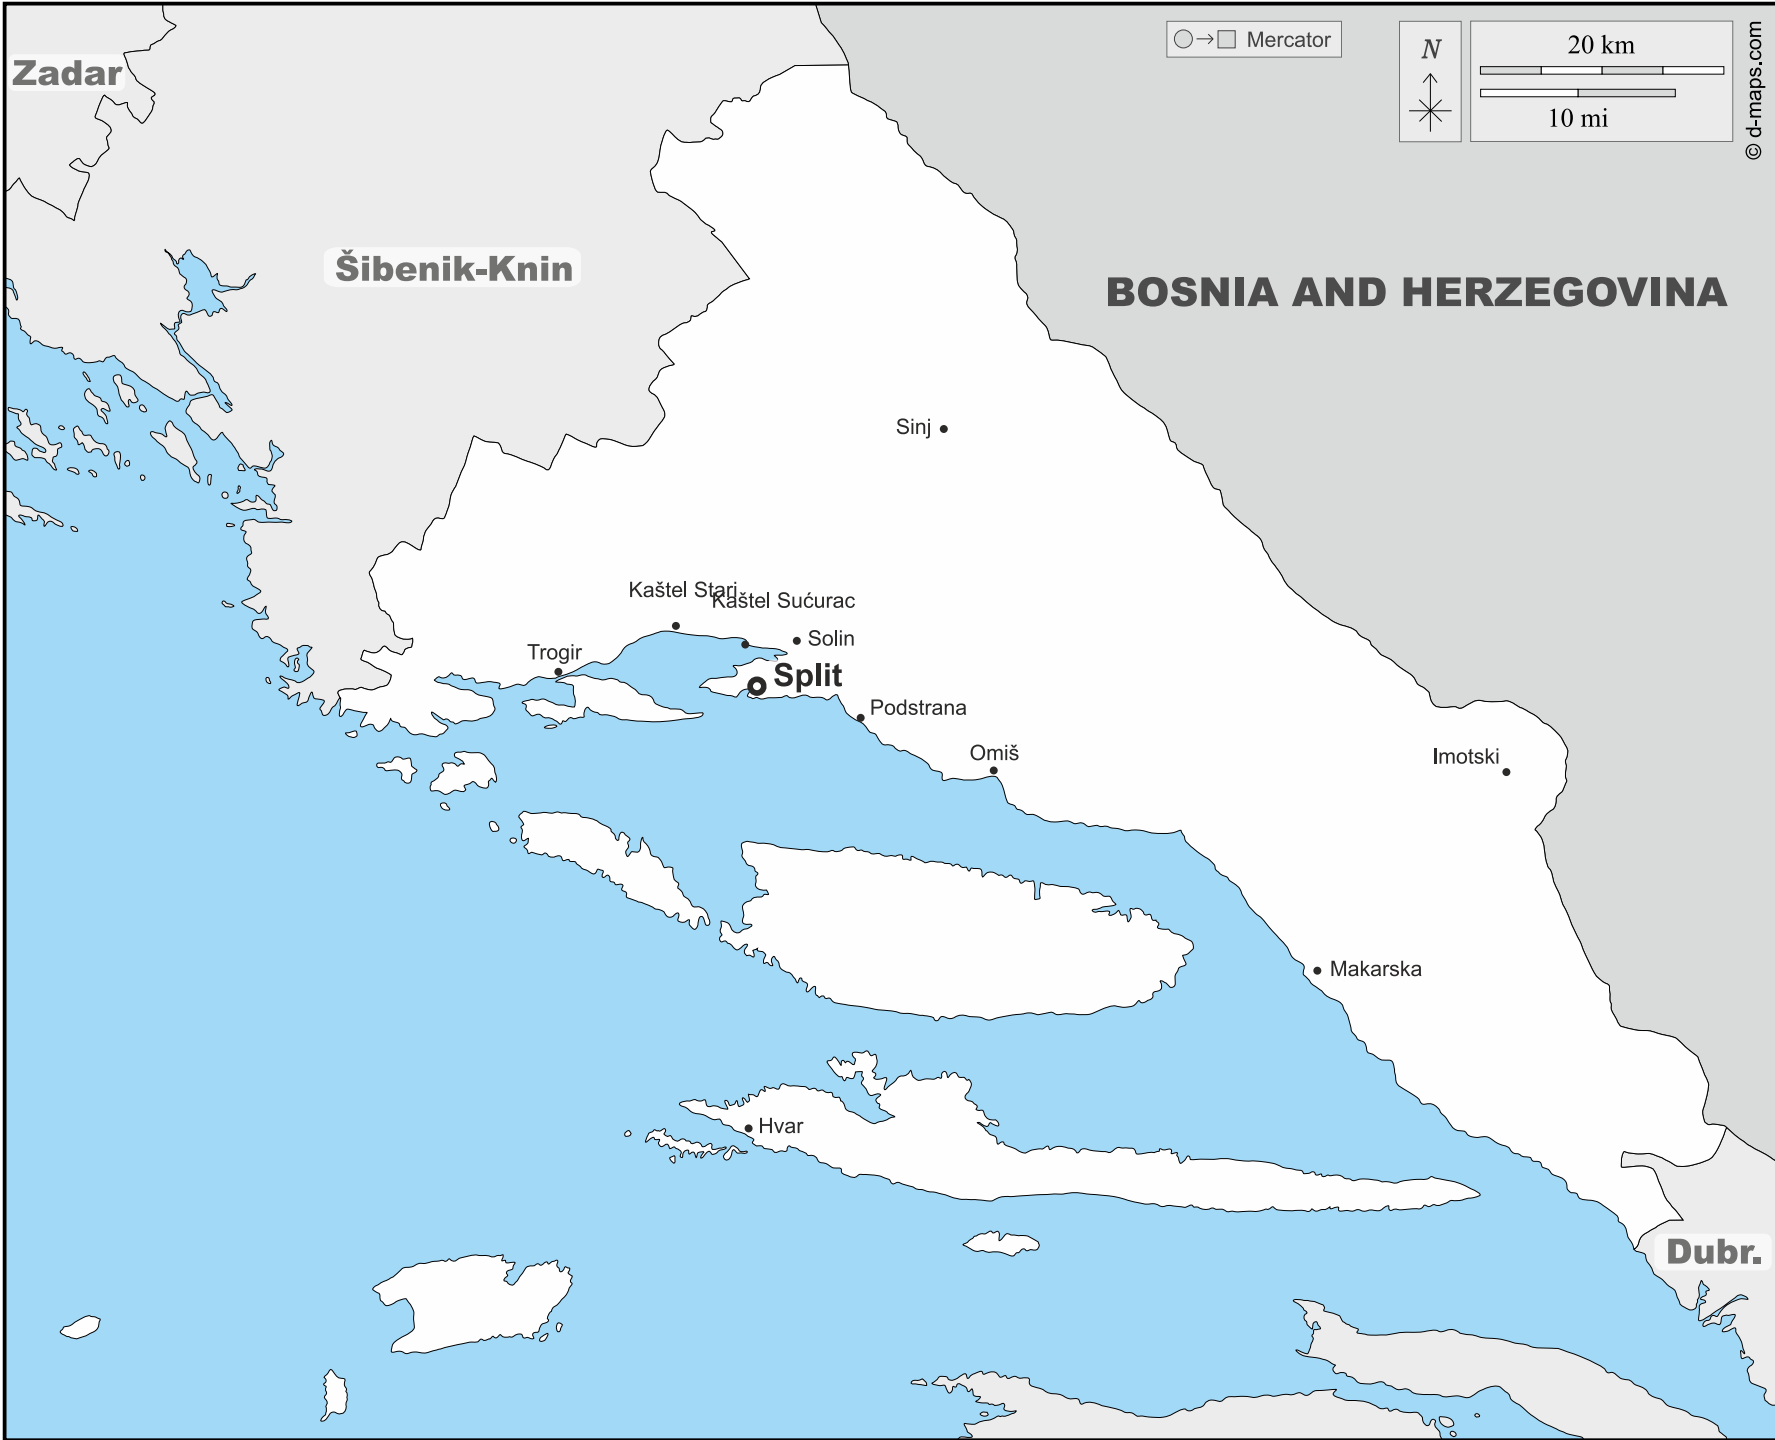 Mercator
N
20 km
10 mi
© d-maps.com
Zadar
Šibenik-Knin
BOSNIA AND HERZEGOVINA
Sinj
Kaštel Stari
Kaštel Sućurac
Solin
Trogir
Split
Podstrana
Omiš
Imotski
Makarska
Hvar
Dubr.